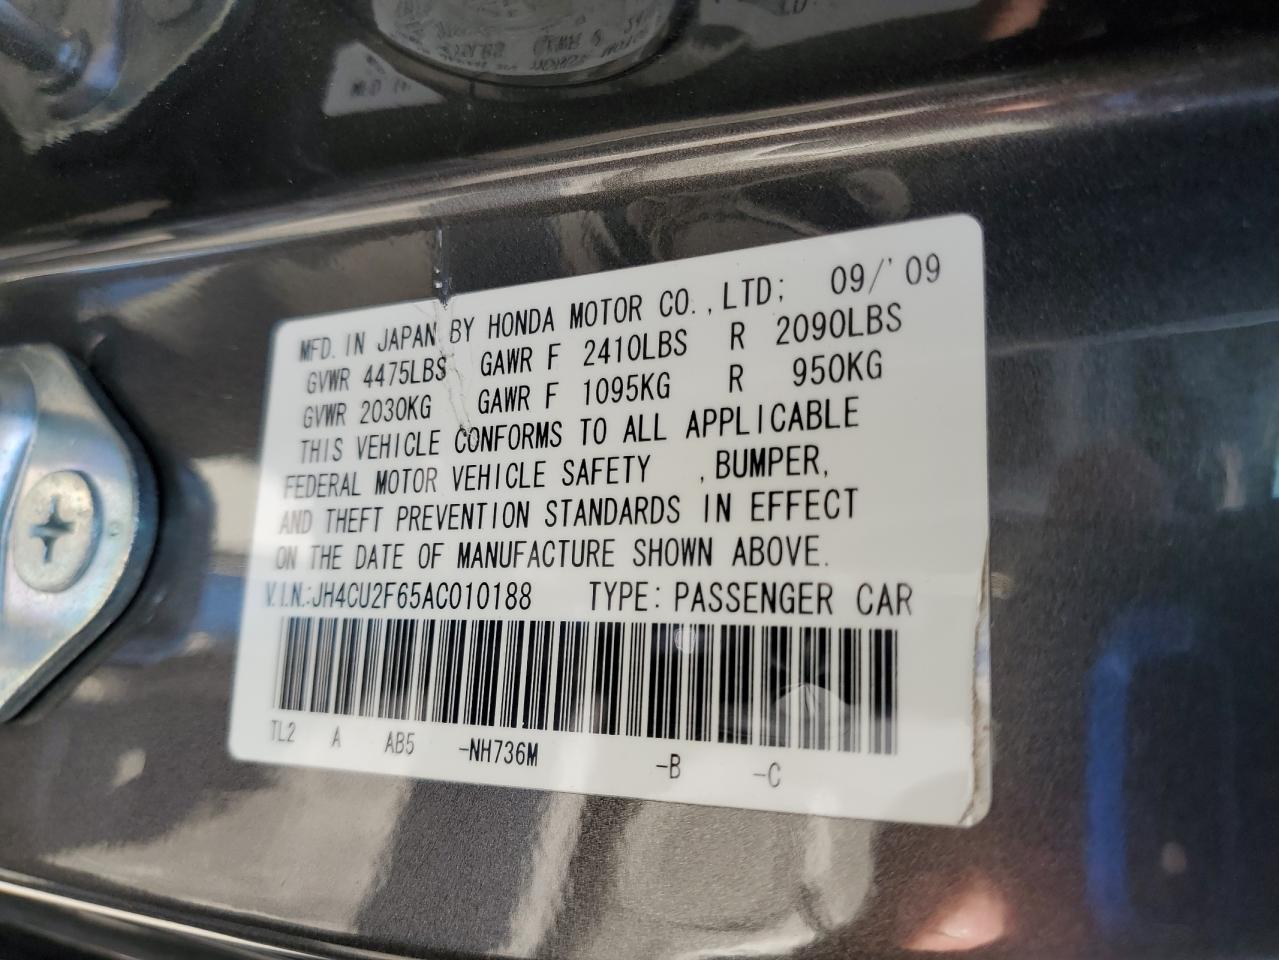 MFD. IN JAPAN BY HONDA MOTOR CO., LTD; 09/'09
GVWR 4475LBS GAWR F 2410LBS R 2090LBS
GVWR 2030KG GAWR F 1095KG R 950KG
THIS VEHICLE CONFORMS TO ALL APPLICABLE
FEDERAL MOTOR VEHICLE SAFETY , BUMPER,
AND THEFT PREVENTION STANDARDS IN EFFECT
ON THE DATE OF MANUFACTURE SHOWN ABOVE.
V.I.N.:JH4CU2F65AC010188 TYPE: PASSENGER CAR
TL2 A AB5 -NH736M -B -C